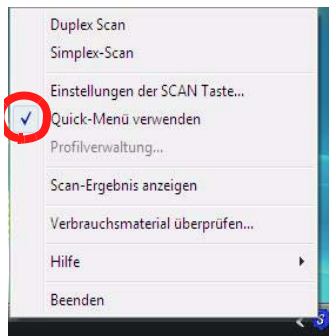 Duplex Scan
Simplex-Scan
Einstellungen der SCAN Taste...
Quick-Menü verwenden
Profilverwaltung...
Scan-Ergebnis anzeigen
Verbrauchsmaterial überprüfen...
Hilfe
Beenden
S